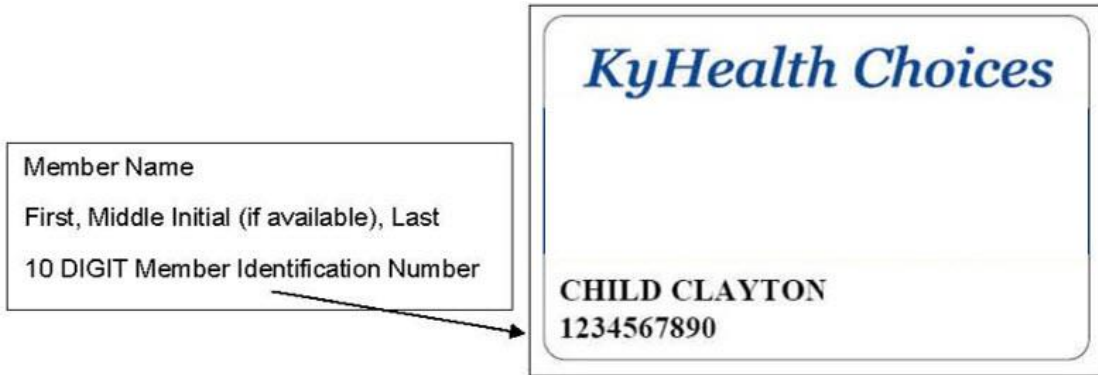 Member Name
First, Middle Initial (if available), Last
10 DIGIT Member Identification Number
KyHealth Choices
CHILD CLAYTON
1234567890